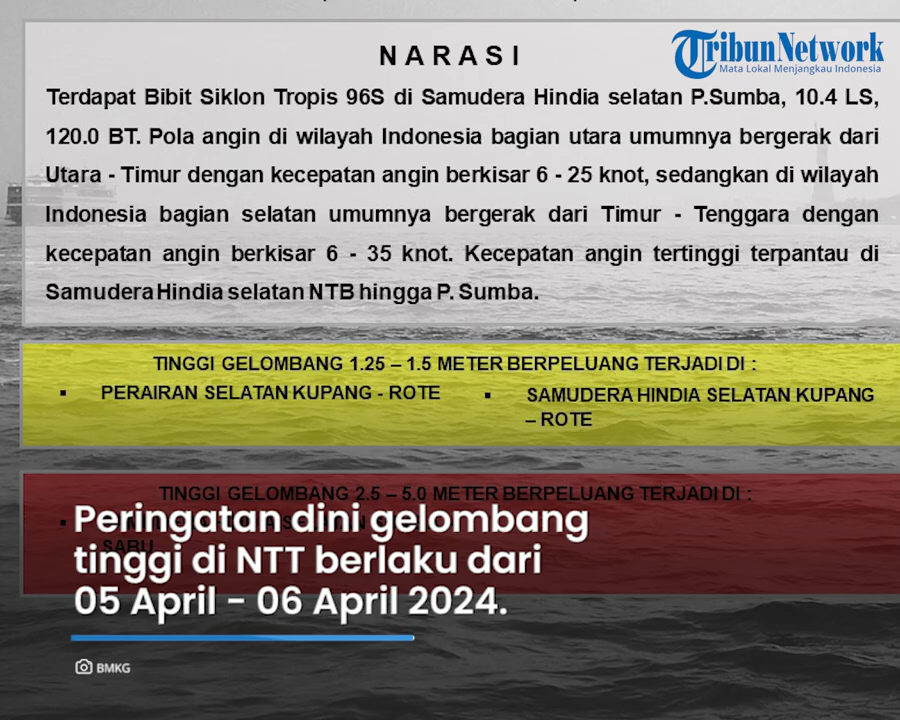 NARASI
TribunNetwork
Mata Lokal Menjangkau Indonesia
Terdapat Bibit Siklon Tropis 96S di Samudera Hindia selatan P.Sumba, 10.4 LS,
120.0 BT. Pola angin di wilayah Indonesia bagian utara umumnya bergerak dari
Utara - Timur dengan kecepatan angin berkisar 6 - 25 knot, sedangkan di wilayah
Indonesia bagian selatan umumnya bergerak dari Timur - Tenggara dengan
kecepatan angin berkisar 6 - 35 knot. Kecepatan angin tertinggi terpantau di
Samudera Hindia selatan NTB hingga P. Sumba.
TINGGI GELOMBANG 1.25 – 1.5 METER BERPELUANG TERJADI DI :
▪ PERAIRAN SELATAN KUPANG - ROTE
▪ SAMUDERA HINDIA SELATAN KUPANG
– ROTE
TINGGI GELOMBANG 2.5 – 5.0 METER BERPELUANG TERJADI DI :
SABU
Peringatan dini gelombang
tinggi di NTT berlaku dari
05 April – 06 April 2024.
BMKG